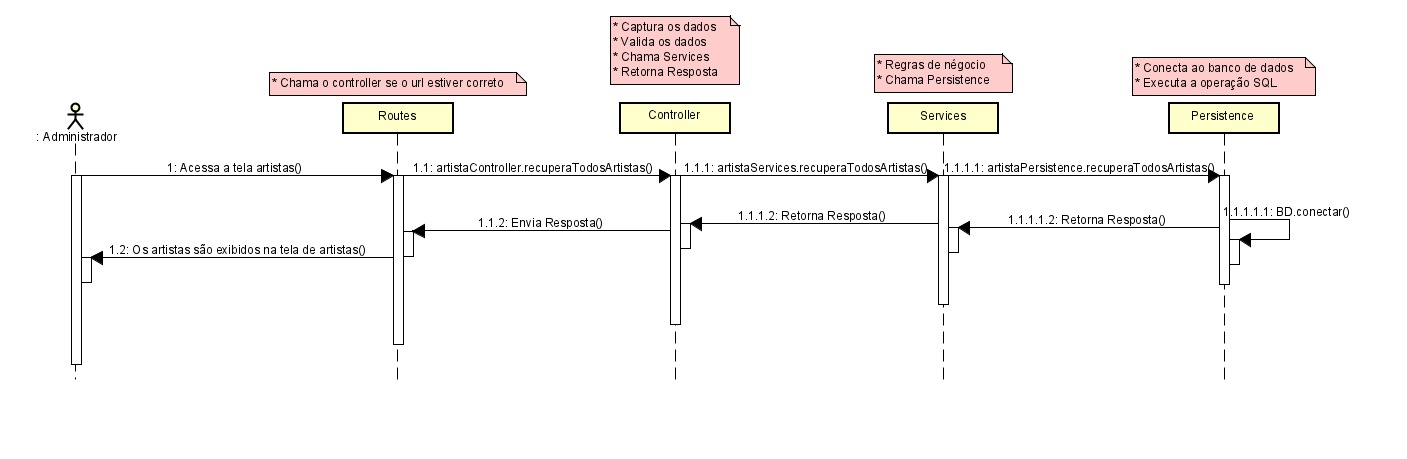 * Captura os dados
* Valida os dados
* Chama Services
* Retorna Resposta
* Regras de négocio
* Chama Persistence
* Conecta ao banco de dados
* Executa a operação SQL
* Chama o controller se o url estiver correto
: Administrador
Routes
Controller
Services
Persistence
1: Acessa a tela artistas()
1.1: artistaController.recuperaTodosArtistas()
1.1.1: artistaServices.recuperaTodosArtistas()
1.1.1.1: artistaPersistence.recuperaTodosArtistas()
1.1.1.1.1: BD.conectar()
1.1.1.1.2: Retorna Resposta()
1.1.1.2: Retorna Resposta()
1.1.2: Envia Resposta()
1.2: Os artistas são exibidos na tela de artistas()